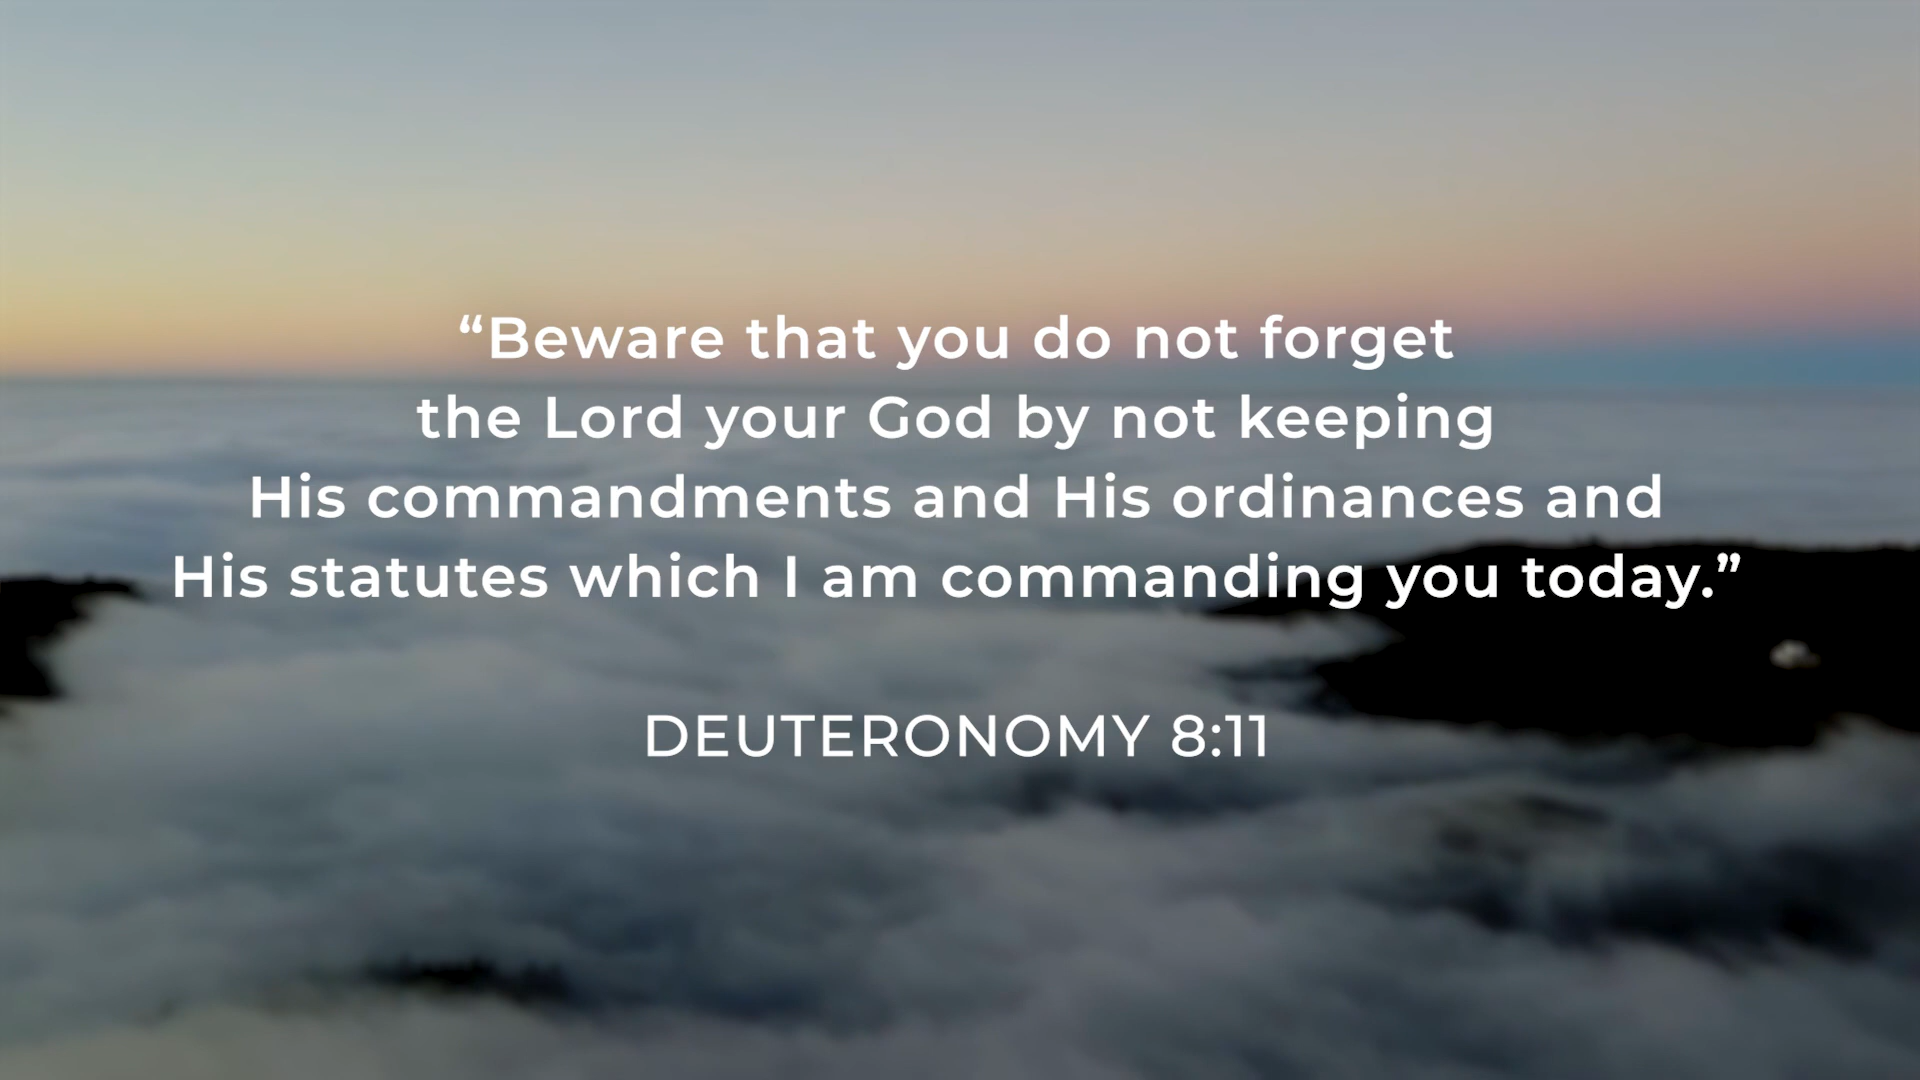 “Beware that you do not forget
the Lord your God by not keeping
His commandments and His ordinances and
His statutes which I am commanding you today.”
DEUTERONOMY 8:11